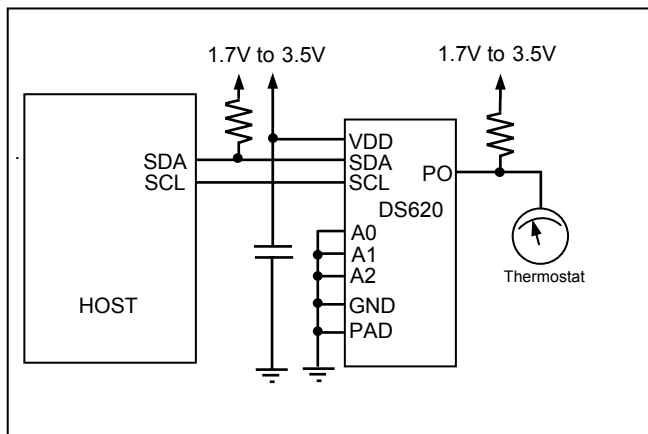 1.7V to 3.5V
1.7V to 3.5V
VDD
SDA
SDA
SCL
SCL
PO
DS620
A0
A1
A2
Thermostat
HOST
GND
PAD